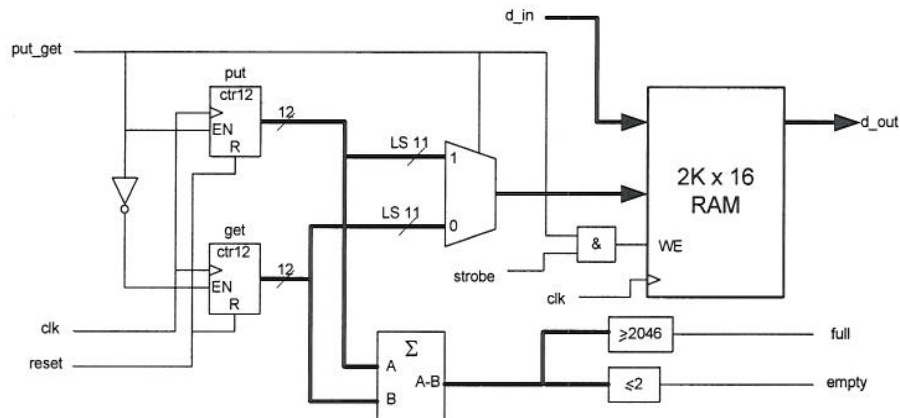 d_in
put_get
put
ctr12
12
EN
R
LS 11
1
d_out
2K x 16
RAM
LS 11
0
get
ctr12
12
EN
R
&
WE
strobe
clk
clk
reset
Σ
A
A-B
B
≥2046
full
≤2
empty